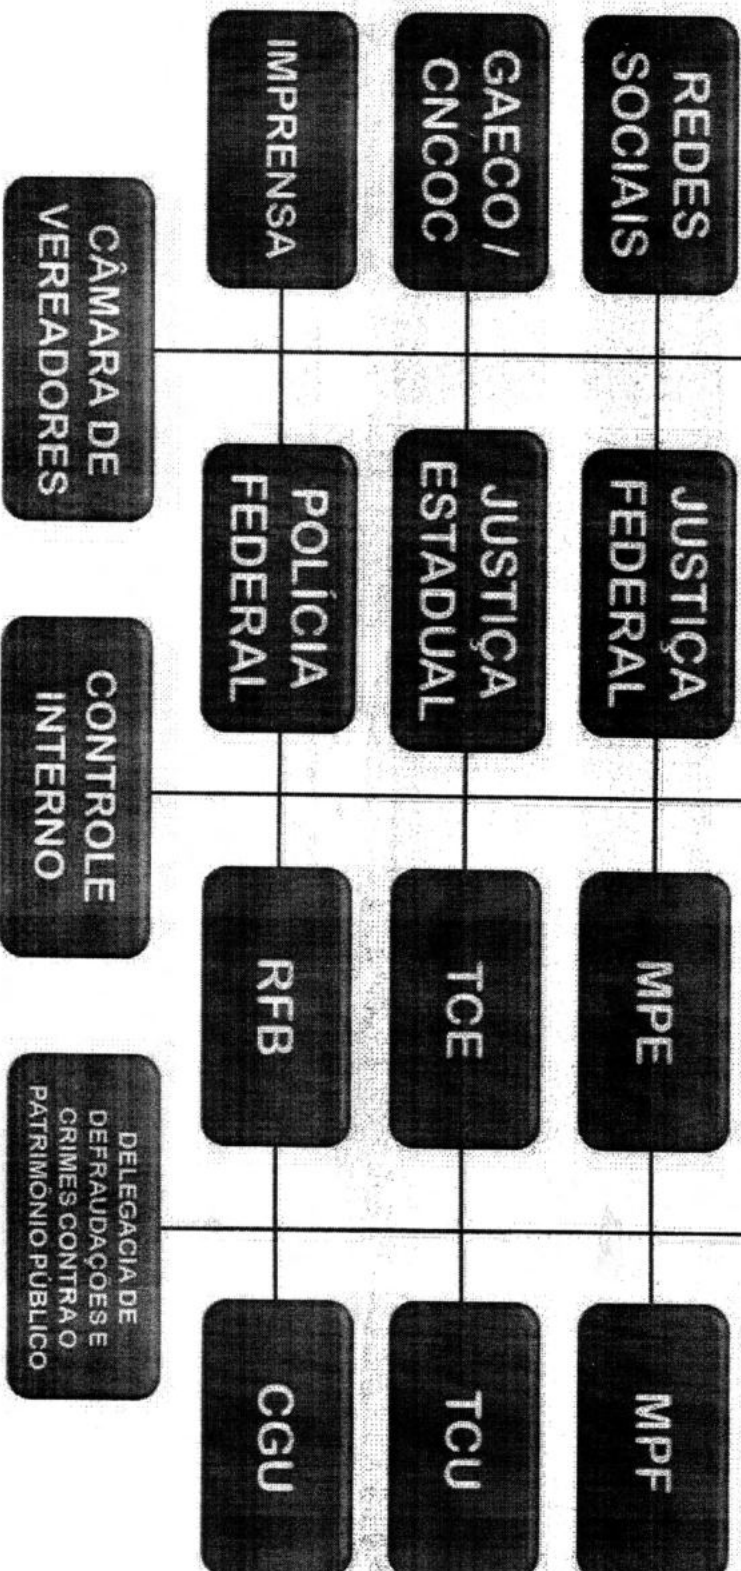 REDES
SOCIAIS
JUSTIÇA
FEDERAL
MPE
MPF
GAECO /
CNCOC
JUSTIÇA
ESTADUAL
TCE
TCU
IMPRENSA
POLÍCIA
FEDERAL
RFB
CGU
CÂMARA DE
VEREADORES
CONTROLE
INTERNO
DELEGACIA DE
DEFRAUDAÇÕES E
CRIMES CONTRA O
PATRIMÔNIO PÚBLICO